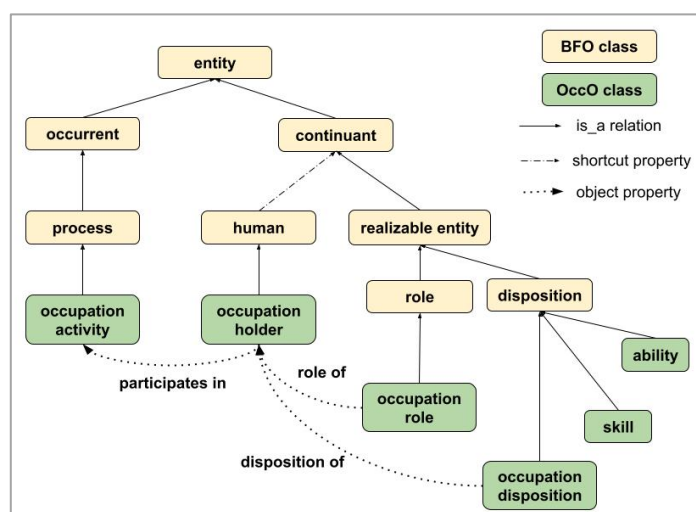 entity
BFO class
OccO class
occurrent
continuant
is_a relation
shortcut property
object property
process
human
realizable entity
occupation
activity
occupation
holder
role
disposition
participates in
role of
occupation
role
ability
skill
disposition of
occupation
disposition